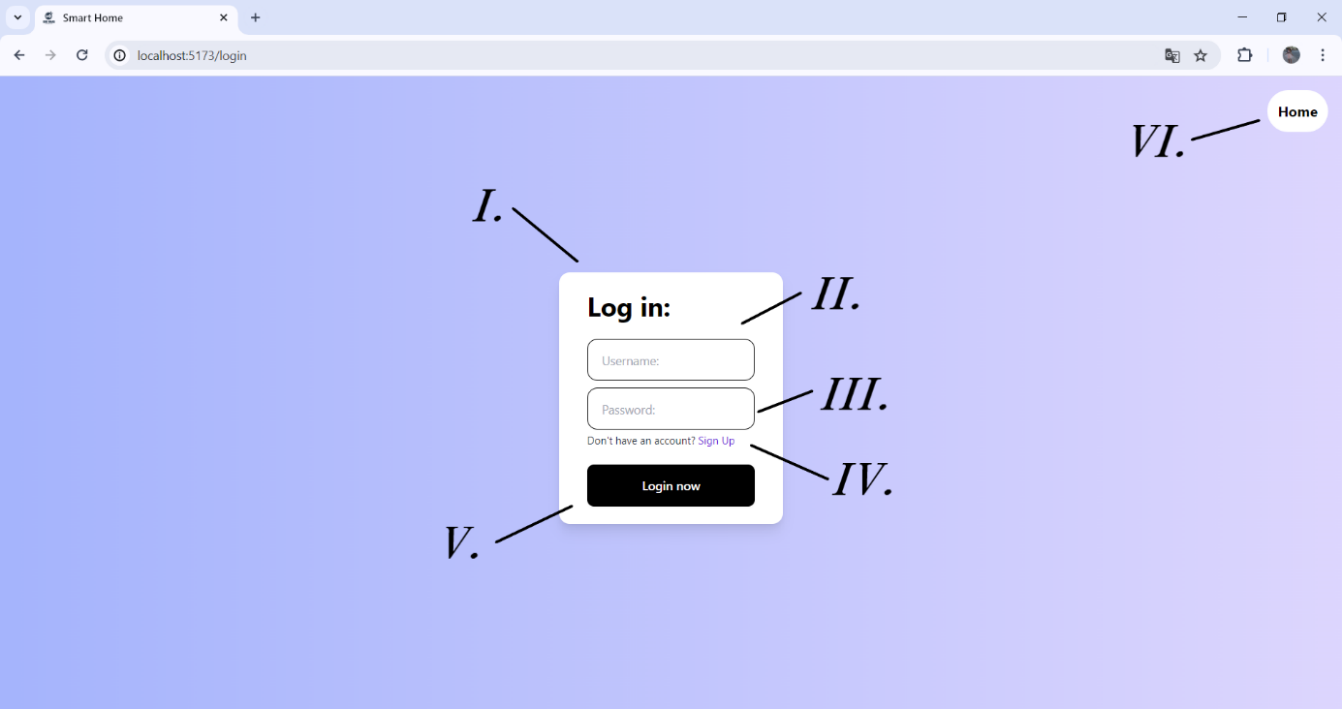 Smart Home
localhost:5173/login
Home
VI.
I.
Log in:
II.
Username:
III.
Password:
Don't have an account? Sign Up
IV.
Login now
V.